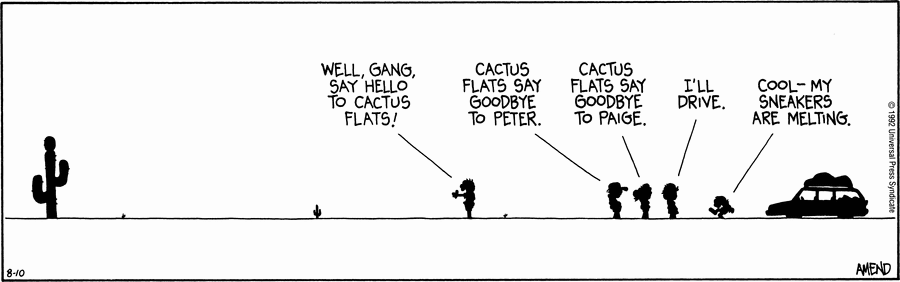 WELL, GANG,
SAY HELLO
TO CACTUS
FLATS!
CACTUS
FLATS SAY
GOODBYE
TO PETER.
CACTUS
FLATS SAY
GOODBYE
TO PAIGE.
I'LL
DRIVE.
COOL- MY
SNEAKERS
ARE MELTING.
© 1992 Universal Press Syndicate
8-10
AMEND